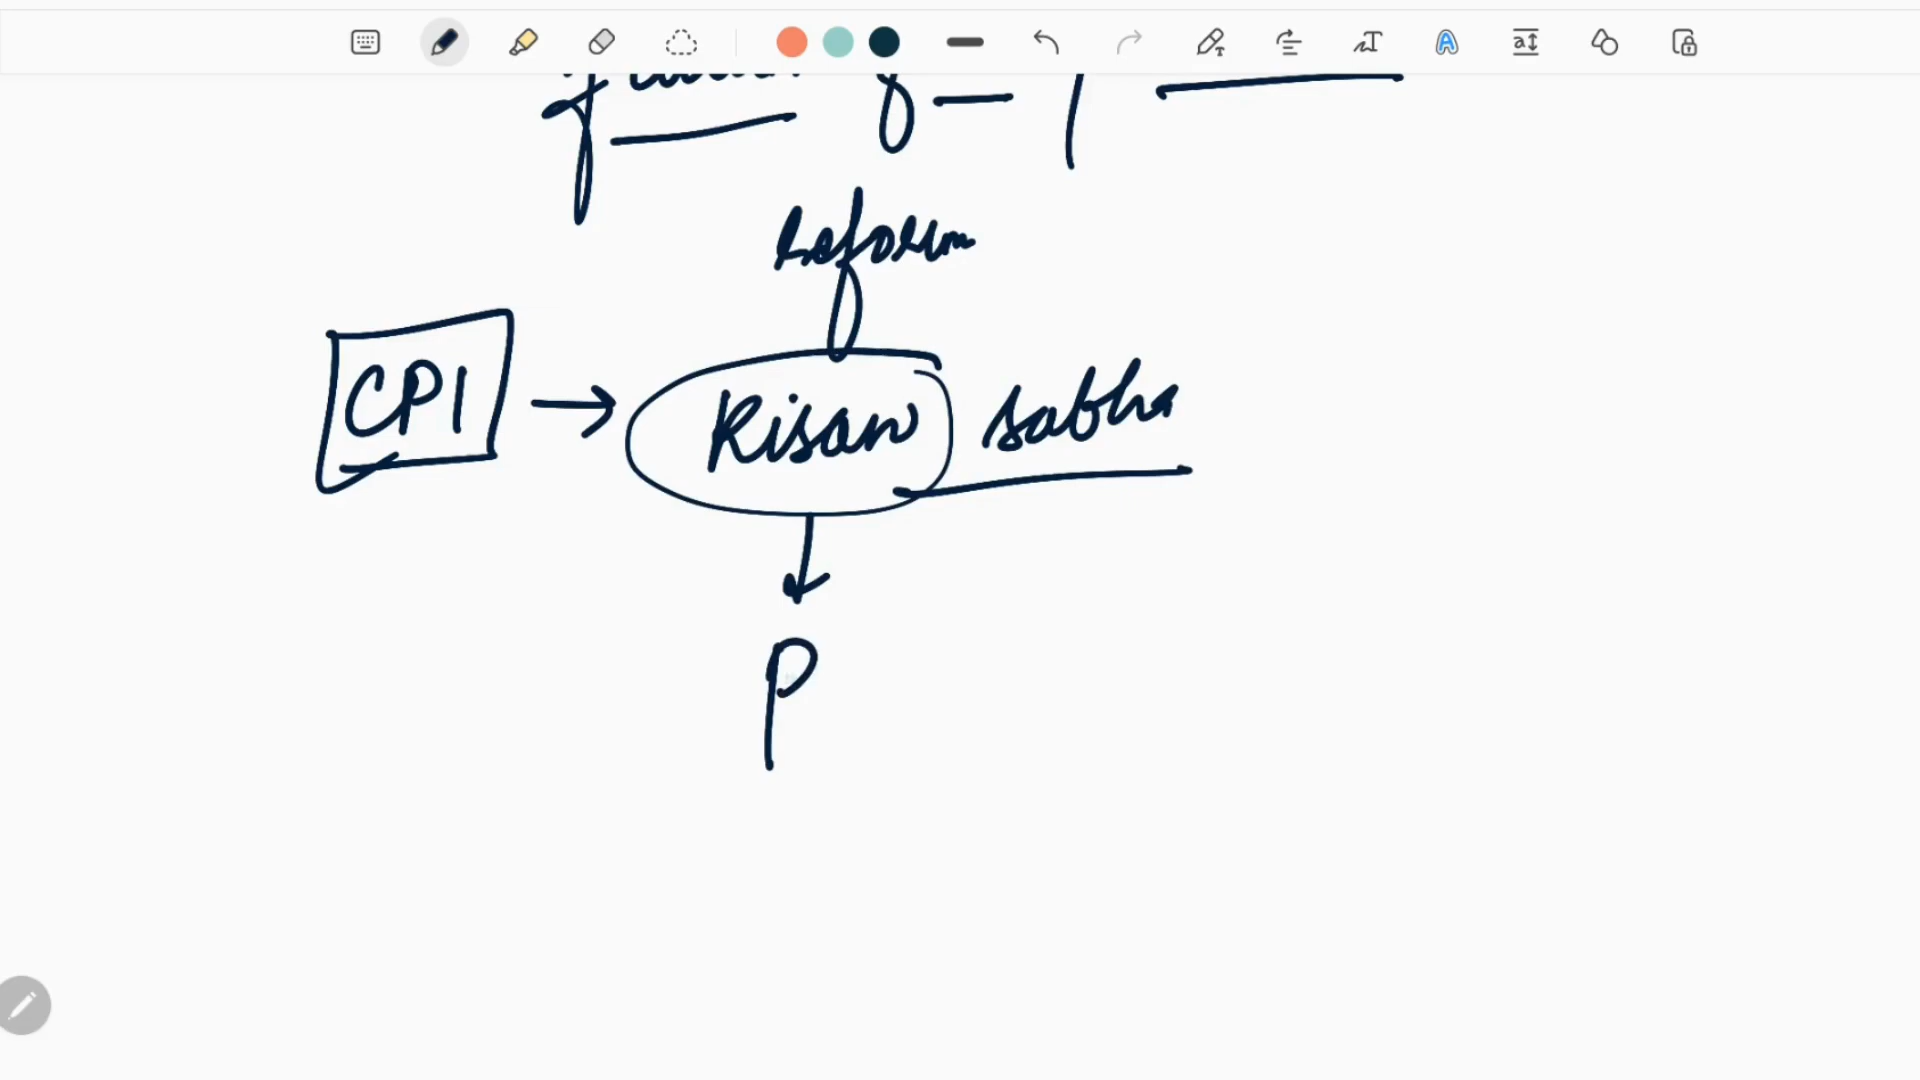 Reform
CPI → Kisan sabha
P